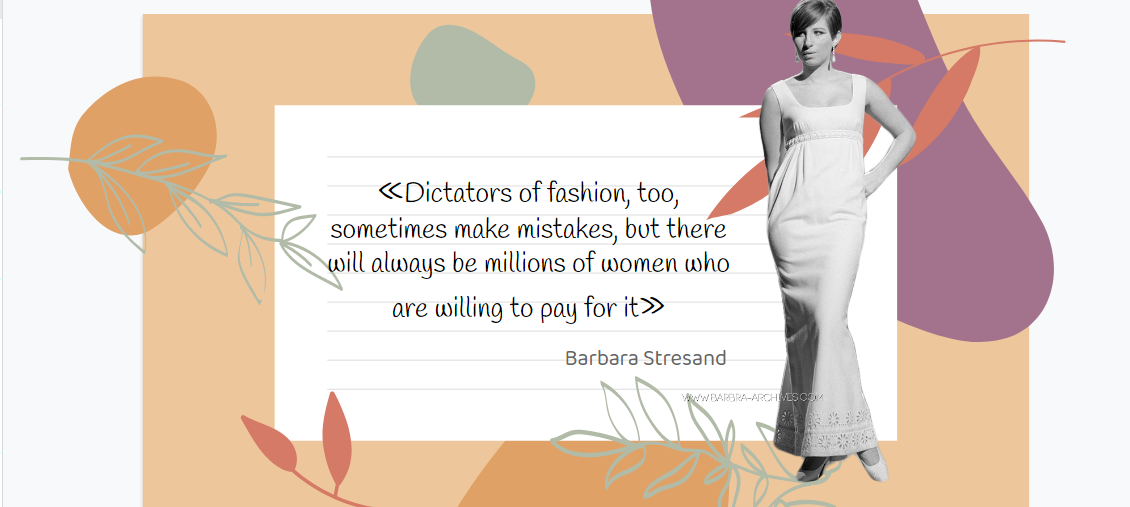 ≪Dictators of fashion, too,
sometimes make mistakes, but there
will always be millions of women who
are willing to pay for it≫
Barbara Stresand
WWW.BARBRA-ARCHIVES.COM